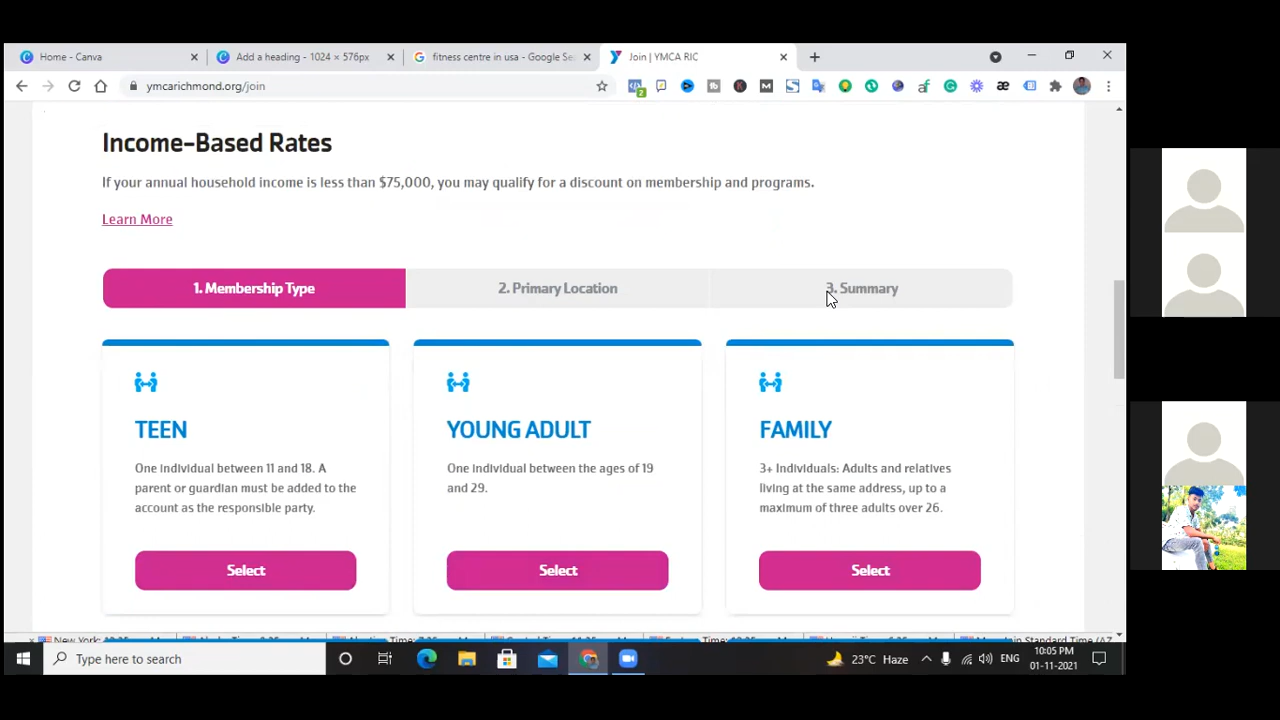 Home - Canva
Add a heading - 1024 × 576px
fitness centre in usa - Google Se
Join | YMCA RIC
ymcarichmond.org/join
2
Income-Based Rates
If your annual household income is less than $75,000, you may qualify for a discount on membership and programs.
Learn More
1. Membership Type
2. Primary Location
3. Summary
TEEN
One individual between 11 and 18. A
parent or guardian must be added to the
account as the responsible party.
Select
YOUNG ADULT
One individual between the ages of 19
and 29.
Select
FAMILY
3+ Individuals: Adults and relatives
living at the same address, up to a
maximum of three adults over 26.
Select
Type here to search
23°C Haze
ENG
10:05 PM
01-11-2021